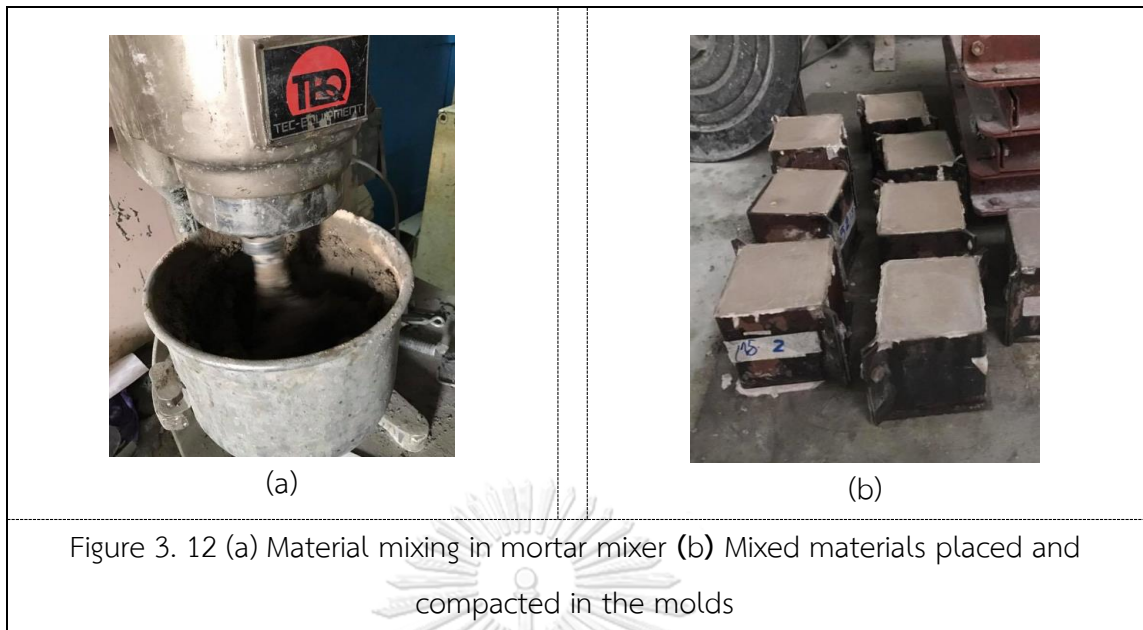 TEQ
TEC-EQUIPMENT
2
(a)
(b)
Figure 3. 12 (a) Material mixing in mortar mixer (b) Mixed materials placed and
compacted in the molds